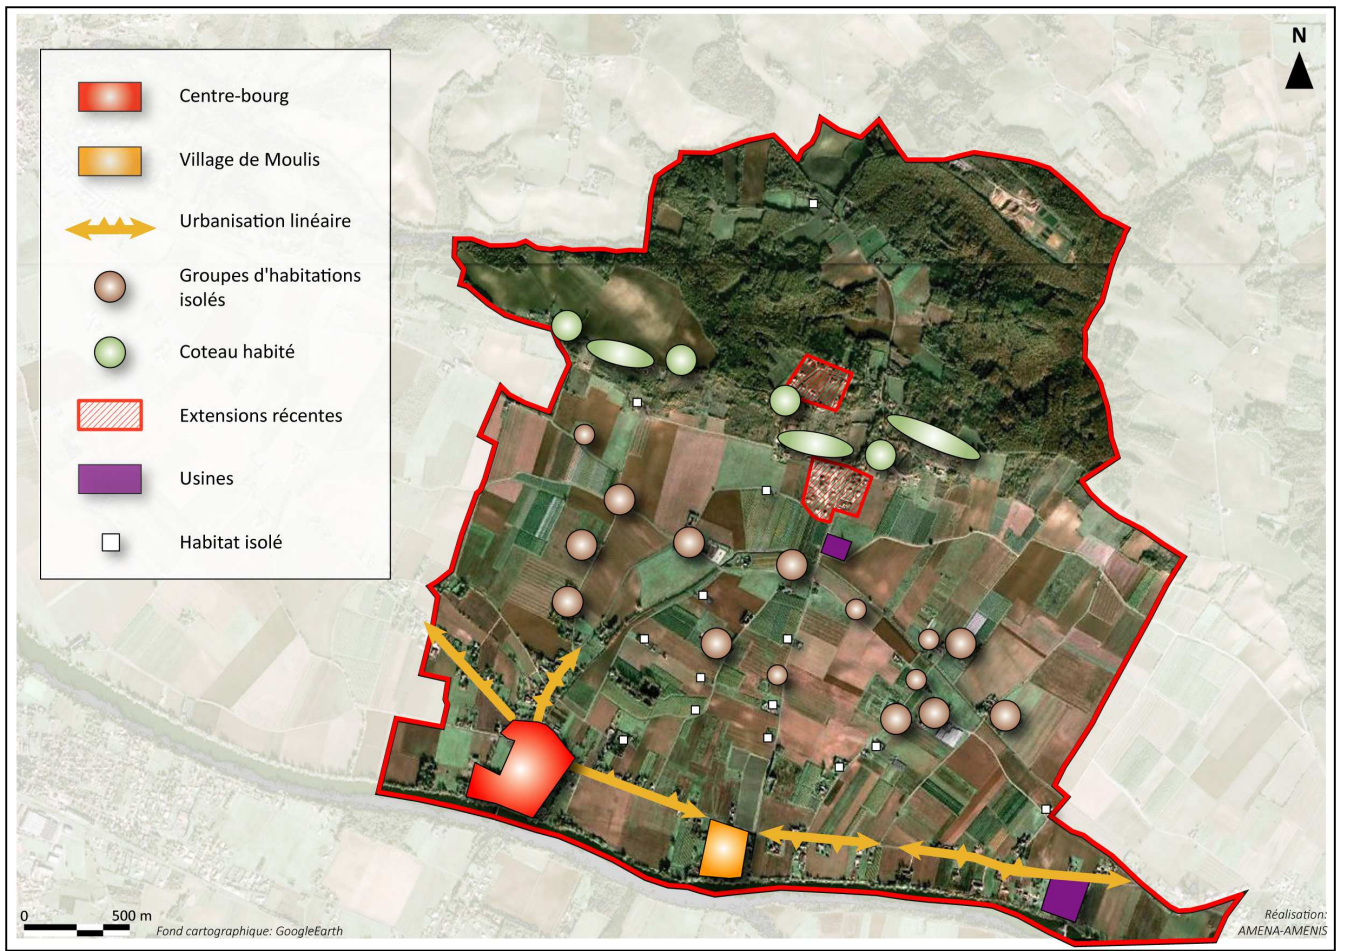 N
Centre-bourg
Village de Moulis
Urbanisation linéaire
Groupes d'habitations
isolés
Coteau habité
Extensions récentes
Usines
Habitat isolé
0 500 m
Fond cartographique: GoogleEarth
Réalisation:
AMENA-AMENIS